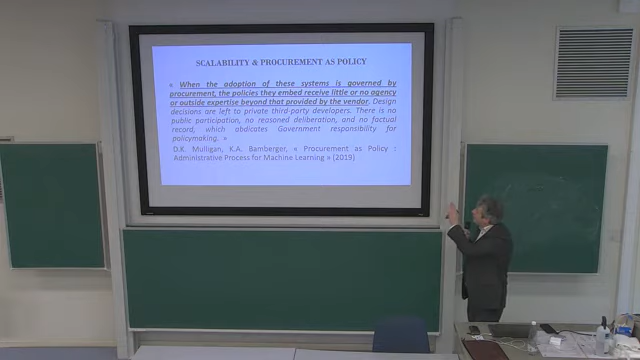 SCALABILITY & PROCUREMENT AS POLICY
« When the adoption of these systems is governed by
procurement, the policies they embed receive little or no agency
or outside expertise beyond that provided by the vendor. Design
decisions are left to private third-party developers. There is no
public participation, no reasoned deliberation, and no factual
record, which abdicates Government responsibility for
policymaking. »
D.K. Mulligan, K.A. Bamberger, « Procurement as Policy :
Administrative Process for Machine Learning » (2019)